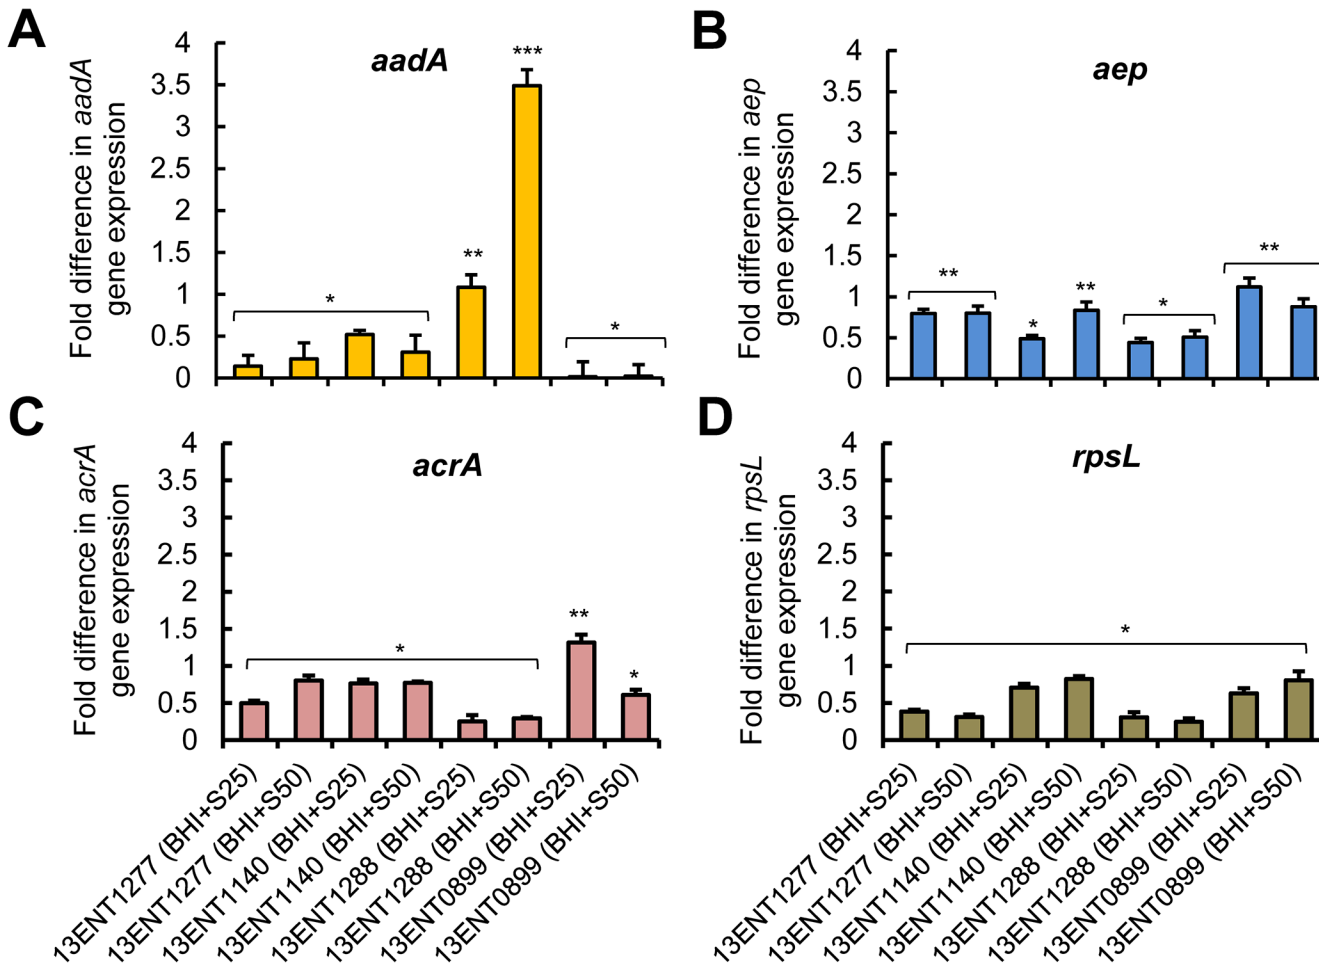 A
aadA
Fold difference in aadA
gene expression
4
3.5
3
2.5
2
1.5
1
0.5
0
*
**
***
*
B
aep
Fold difference in aep
gene expression
4
3.5
3
2.5
2
1.5
1
0.5
0
**
*
**
*
**
C
acrA
Fold difference in acrA
gene expression
4
3.5
3
2.5
2
1.5
1
0.5
0
*
**
*
13ENT1277 (BHI+S25)
13ENT1277 (BHI+S50)
13ENT1140 (BHI+S25)
13ENT1140 (BHI+S50)
13ENT1288 (BHI+S25)
13ENT1288 (BHI+S50)
13ENT0899 (BHI+S25)
13ENT0899 (BHI+S50)
D
rpsL
Fold difference in rpsL
gene expression
4
3.5
3
2.5
2
1.5
1
0.5
0
*
13ENT1277 (BHI+S25)
13ENT1277 (BHI+S50)
13ENT1140 (BHI+S25)
13ENT1140 (BHI+S50)
13ENT1288 (BHI+S25)
13ENT1288 (BHI+S50)
13ENT0899 (BHI+S25)
13ENT0899 (BHI+S50)